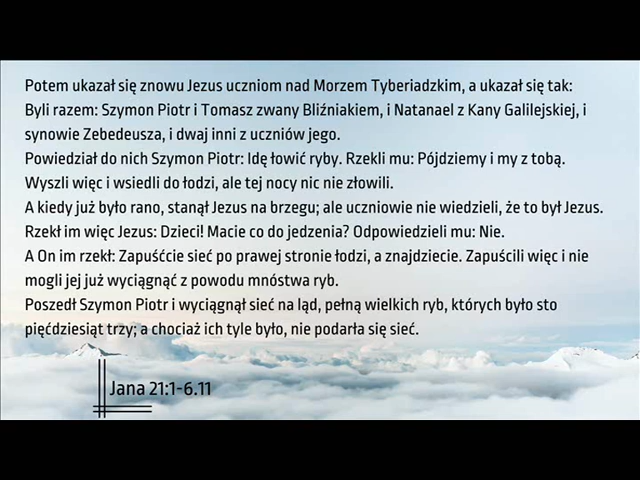 Potem ukazał się znowu Jezus uczniom nad Morzem Tyberiadzkim, a ukazał się tak:
Byli razem: Szymon Piotr i Tomasz zwany Bliźniakiem, i Natanael z Kany Galilejskiej, i
synowie Zebedeusza, i dwaj inni z uczniów jego.
Powiedział do nich Szymon Piotr: Idę łowić ryby. Rzekli mu: Pójdziemy i my z tobą.
Wyszli więc i wsiedli do łodzi, ale tej nocy nic nie złowili.
A kiedy już było rano, stanął Jezus na brzegu; ale uczniowie nie wiedzieli, że to był Jezus.
Rzekł im więc Jezus: Dzieci! Macie co do jedzenia? Odpowiedzieli mu: Nie.
A On im rzekł: Zapuśćcie sieć po prawej stronie łodzi, a znajdziecie. Zapuścili więc i nie
mogli jej już wyciągnąć z powodu mnóstwa ryb.
Poszedł Szymon Piotr i wyciągnął sieć na ląd, pełną wielkich ryb, których było sto
pięćdziesiąt trzy; a chociaż ich tyle było, nie podarła się sieć.
Jana 21:1-6.11